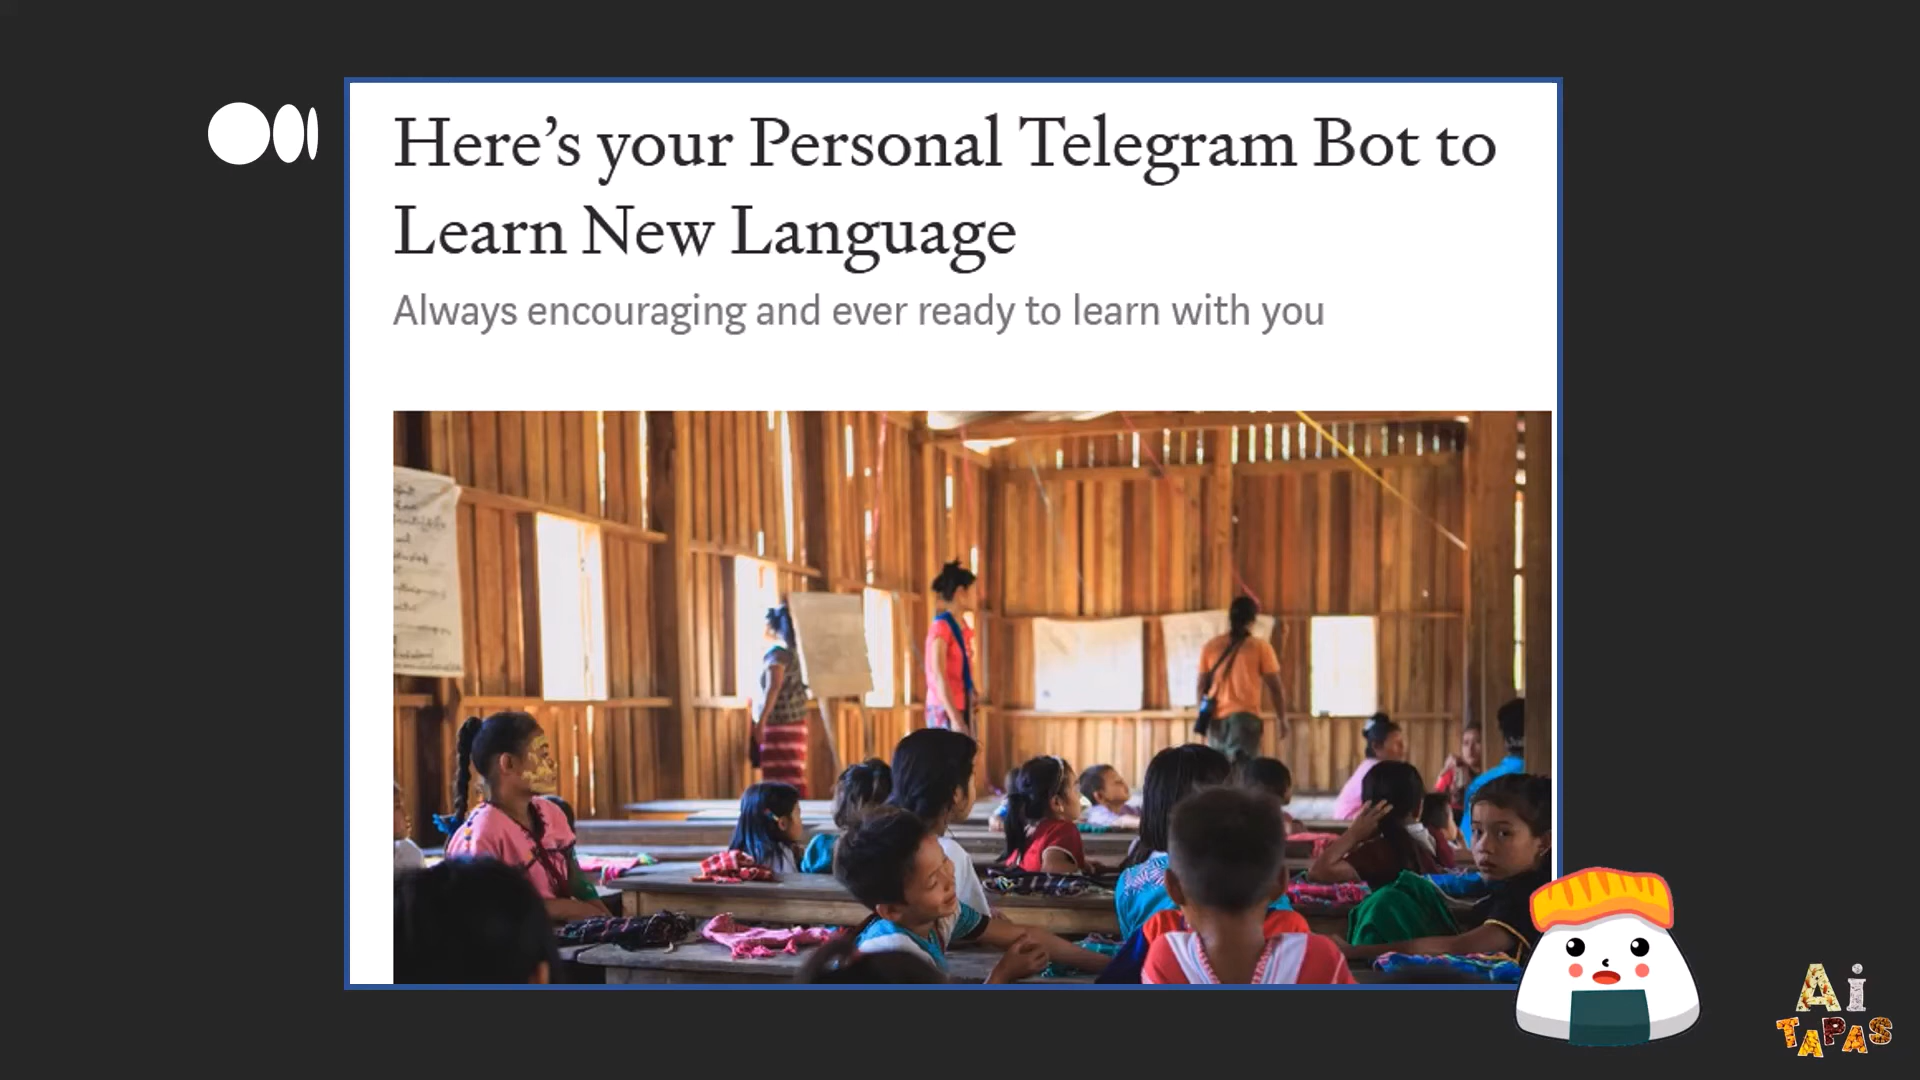 Here’s your Personal Telegram Bot to
Learn New Language
Always encouraging and ever ready to learn with you
Ai
TAPAS